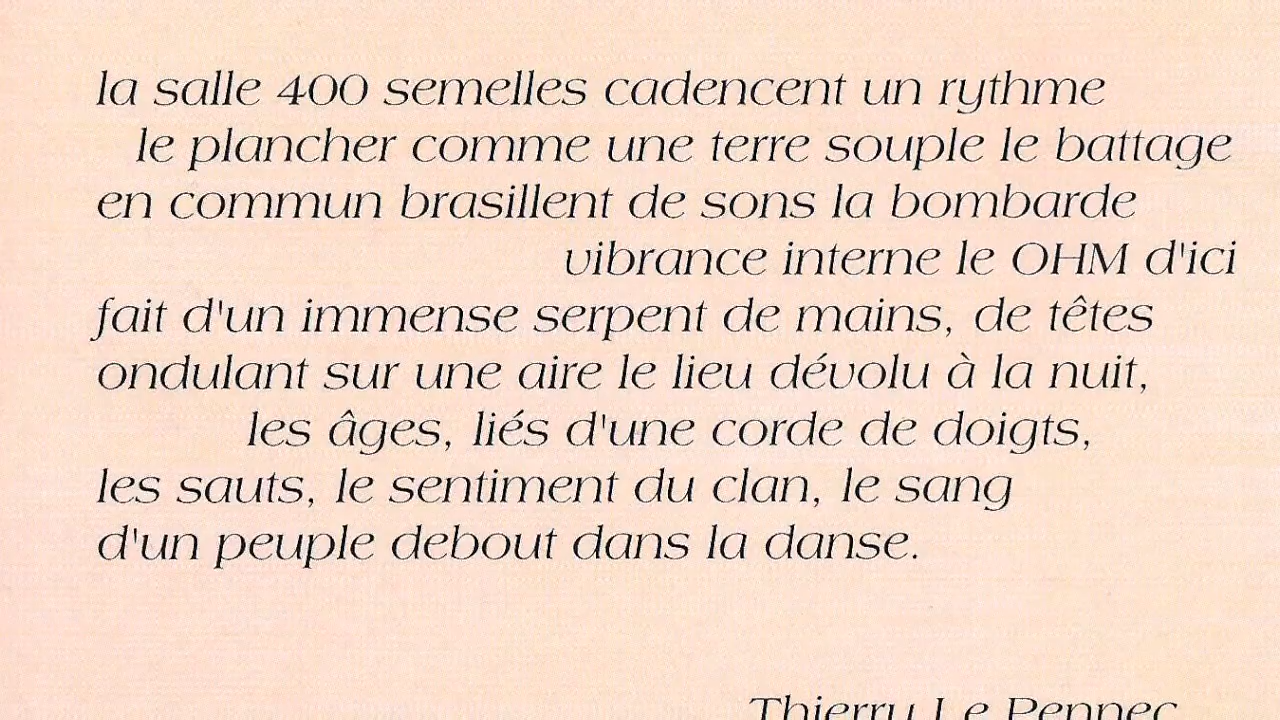 la salle 400 semelles cadencent un rythme
le plancher comme une terre souple le battage
en commun brasillent de sons la bombarde
vibrance interne le OHM d'ici
fait d'un immense serpent de mains, de têtes
ondulant sur une aire le lieu dévolu à la nuit,
les âges, liés d'une corde de doigts,
les sauts, le sentiment du clan, le sang
d'un peuple debout dans la danse.
Thierry Le Pennec